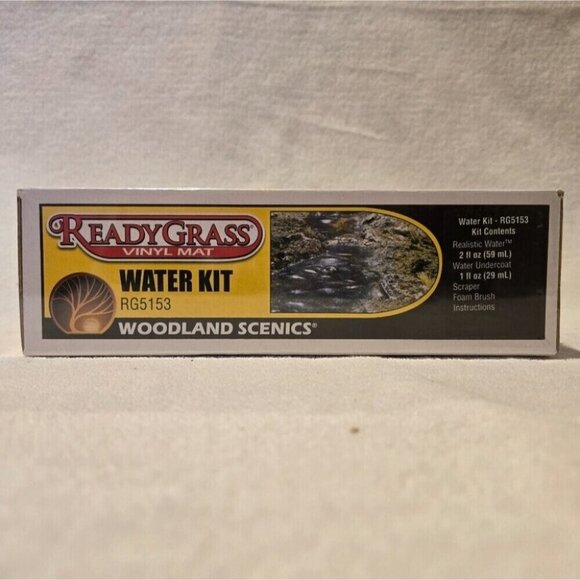 READYGRASS®
VINYL MAT
WATER KIT
RG5153
WOODLAND SCENICS®
Water Kit - RG5153
Kit Contents
Realistic Water™
2 fl oz (59 mL)
Water Undercoat
1 fl oz (29 mL)
Scraper
Foam Brush
Instructions